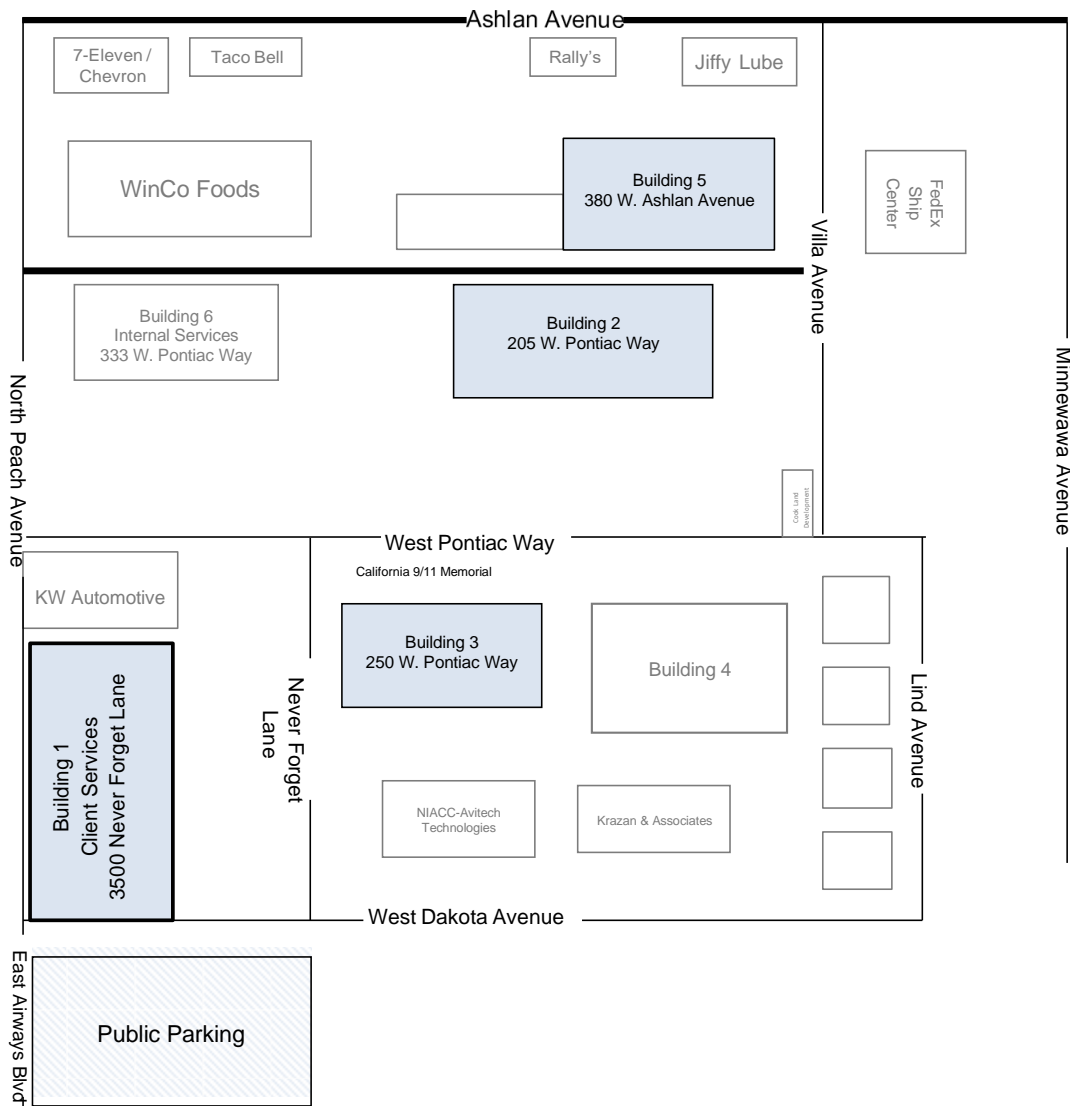 Ashlan Avenue
7-Eleven /
Chevron
Taco Bell
Rally's
Jiffy Lube
WinCo Foods
Building 5
380 W. Ashlan Avenue
FedEx
Ship
Center
Villa Avenue
Building 6
Internal Services
333 W. Pontiac Way
Building 2
205 W. Pontiac Way
North Peach Avenue
Minnewawa Avenue
Cook Land
Development
West Pontiac Way
California 9/11 Memorial
KW Automotive
Building 3
250 W. Pontiac Way
Building 4
Building 1
Client Services
3500 Never Forget Lane
Never Forget
Lane
Lind Avenue
NIACC-Avitech
Technologies
Krazan & Associates
West Dakota Avenue
East Airways Blvd
Public Parking